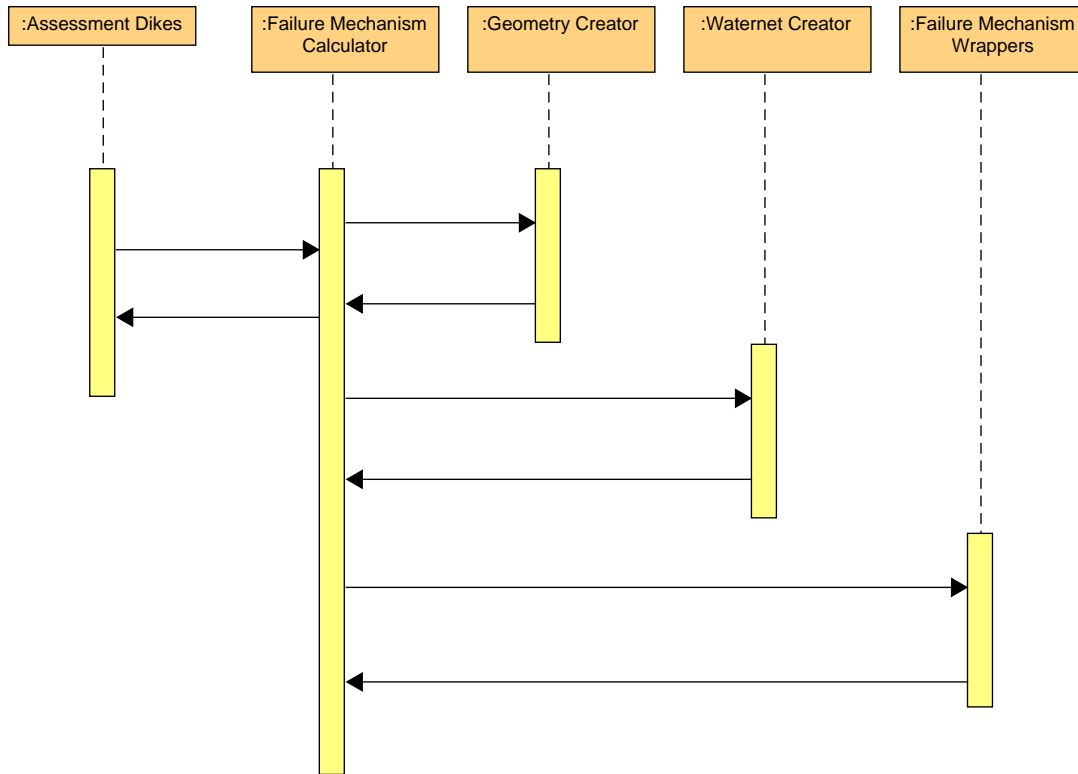 :Assessment Dikes
:Failure Mechanism
Calculator
:Geometry Creator
:Waternet Creator
:Failure Mechanism
Wrappers